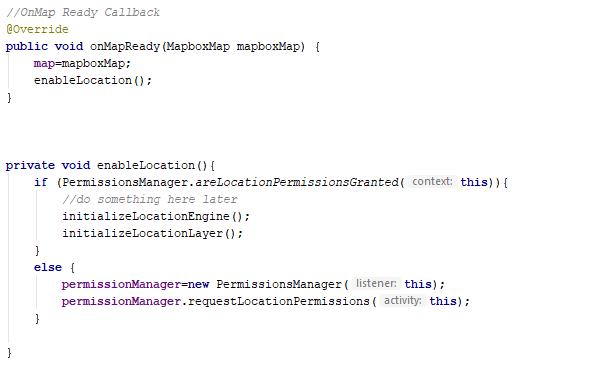 //OnMap Ready Callback
@Override
public void onMapReady(MapboxMap mapboxMap) {
    map=mapboxMap;
    enableLocation();
}
private void enableLocation(){
    if (PermissionsManager.areLocationPermissionsGranted( context: this)){
        //do something here later
        initializeLocationEngine();
        initializeLocationLayer();
    }
    else {
        permissionManager=new PermissionsManager( listener: this);
        permissionManager.requestLocationPermissions( activity: this);
    }
}